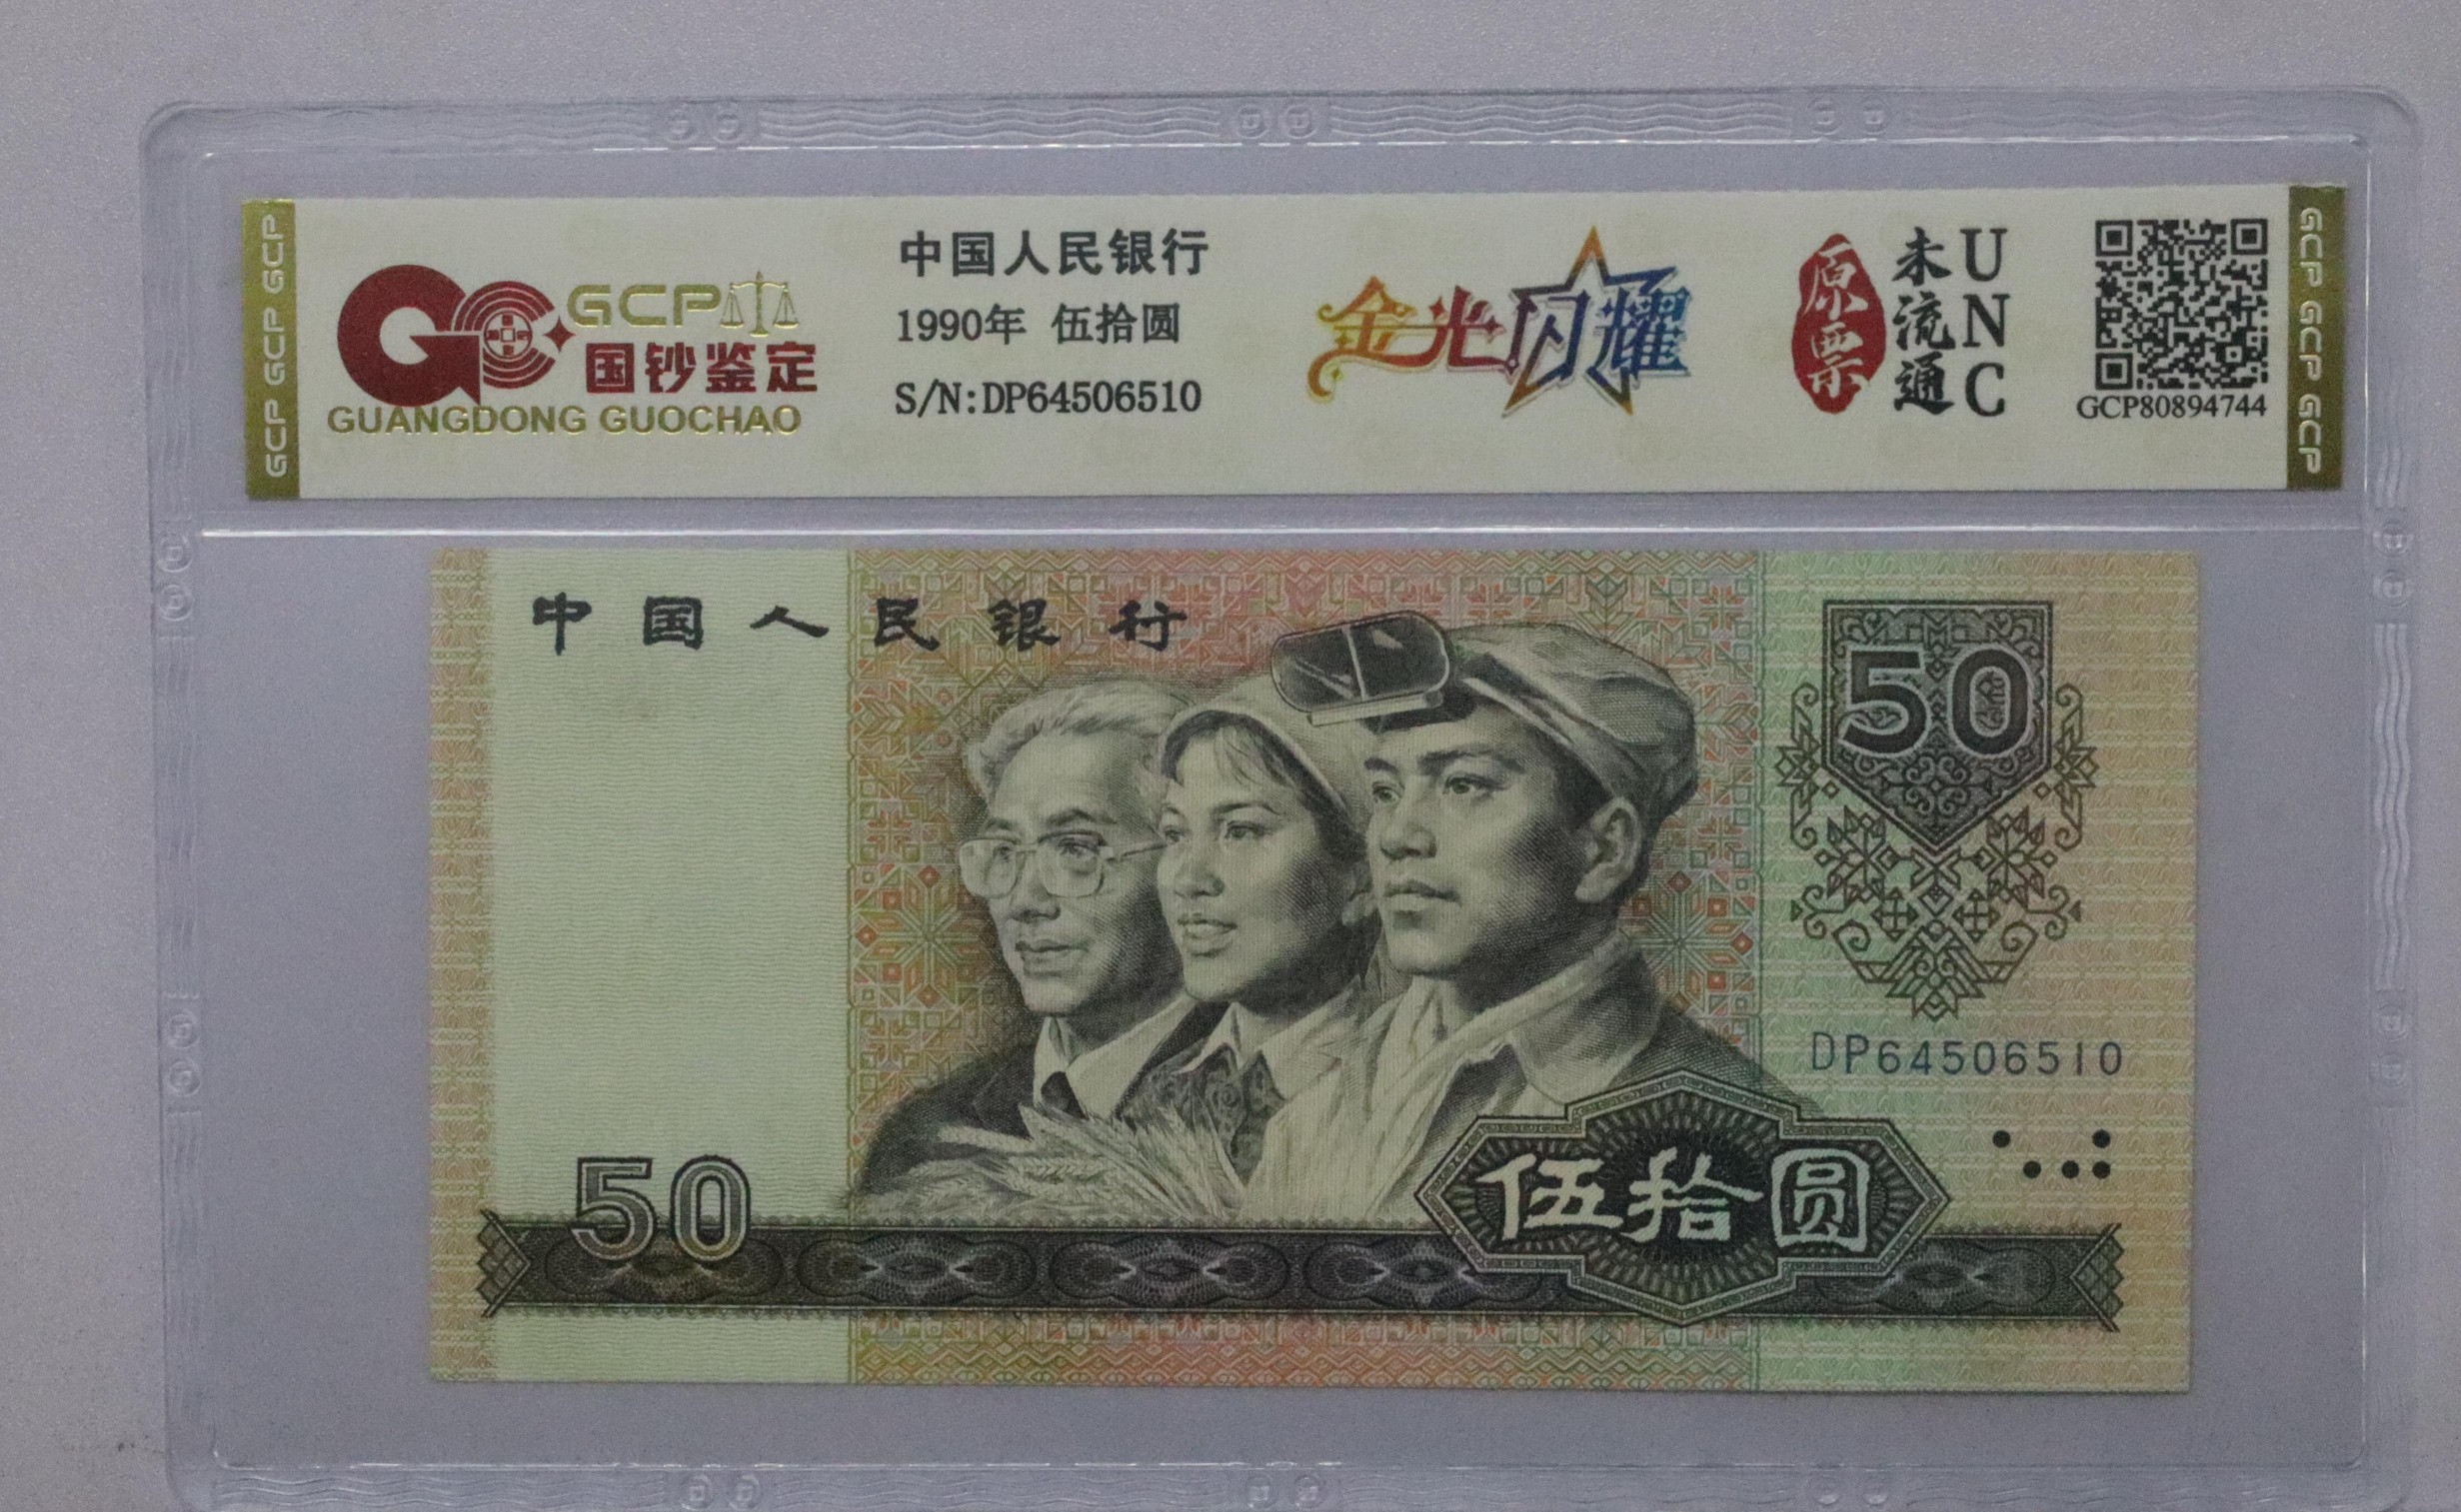 GCP GCP GCP
GCP
国钞鉴定
GUANGDONG GUOCHAO
中国人民银行
1990年 伍拾圆
S/N:DP64506510
金光闪耀
原票
未流通
UNC
GCP80894744
GCP GCP GCP
中国人民银行
50
DP64506510
50
伍拾圆